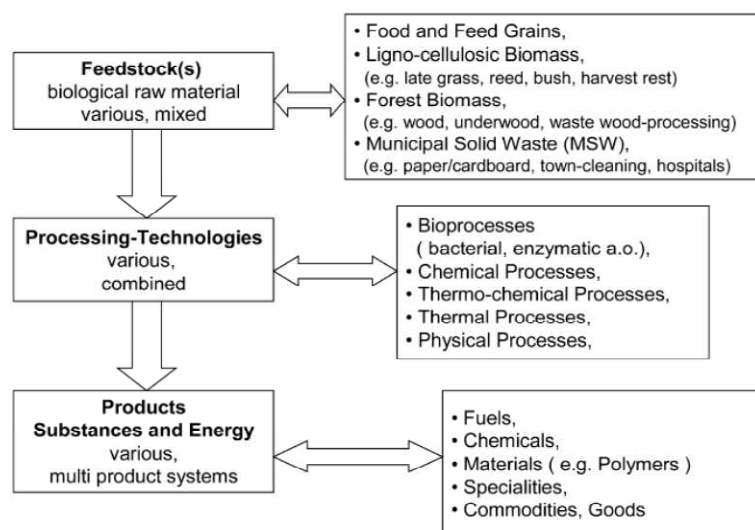 Feedstock(s)
biological raw material
various, mixed
• Food and Feed Grains,
• Ligno-cellulosic Biomass,
(e.g. late grass, reed, bush, harvest rest)
• Forest Biomass,
(e.g. wood, underwood, waste wood-processing)
• Municipal Solid Waste (MSW),
(e.g. paper/cardboard, town-cleaning, hospitals)
Processing-Technologies
various,
combined
• Bioprocesses
( bacterial, enzymatic a.o.),
• Chemical Processes,
• Thermo-chemical Processes,
• Thermal Processes,
• Physical Processes,
Products
Substances and Energy
various,
multi product systems
• Fuels,
• Chemicals,
• Materials ( e.g. Polymers )
• Specialities,
• Commodities, Goods